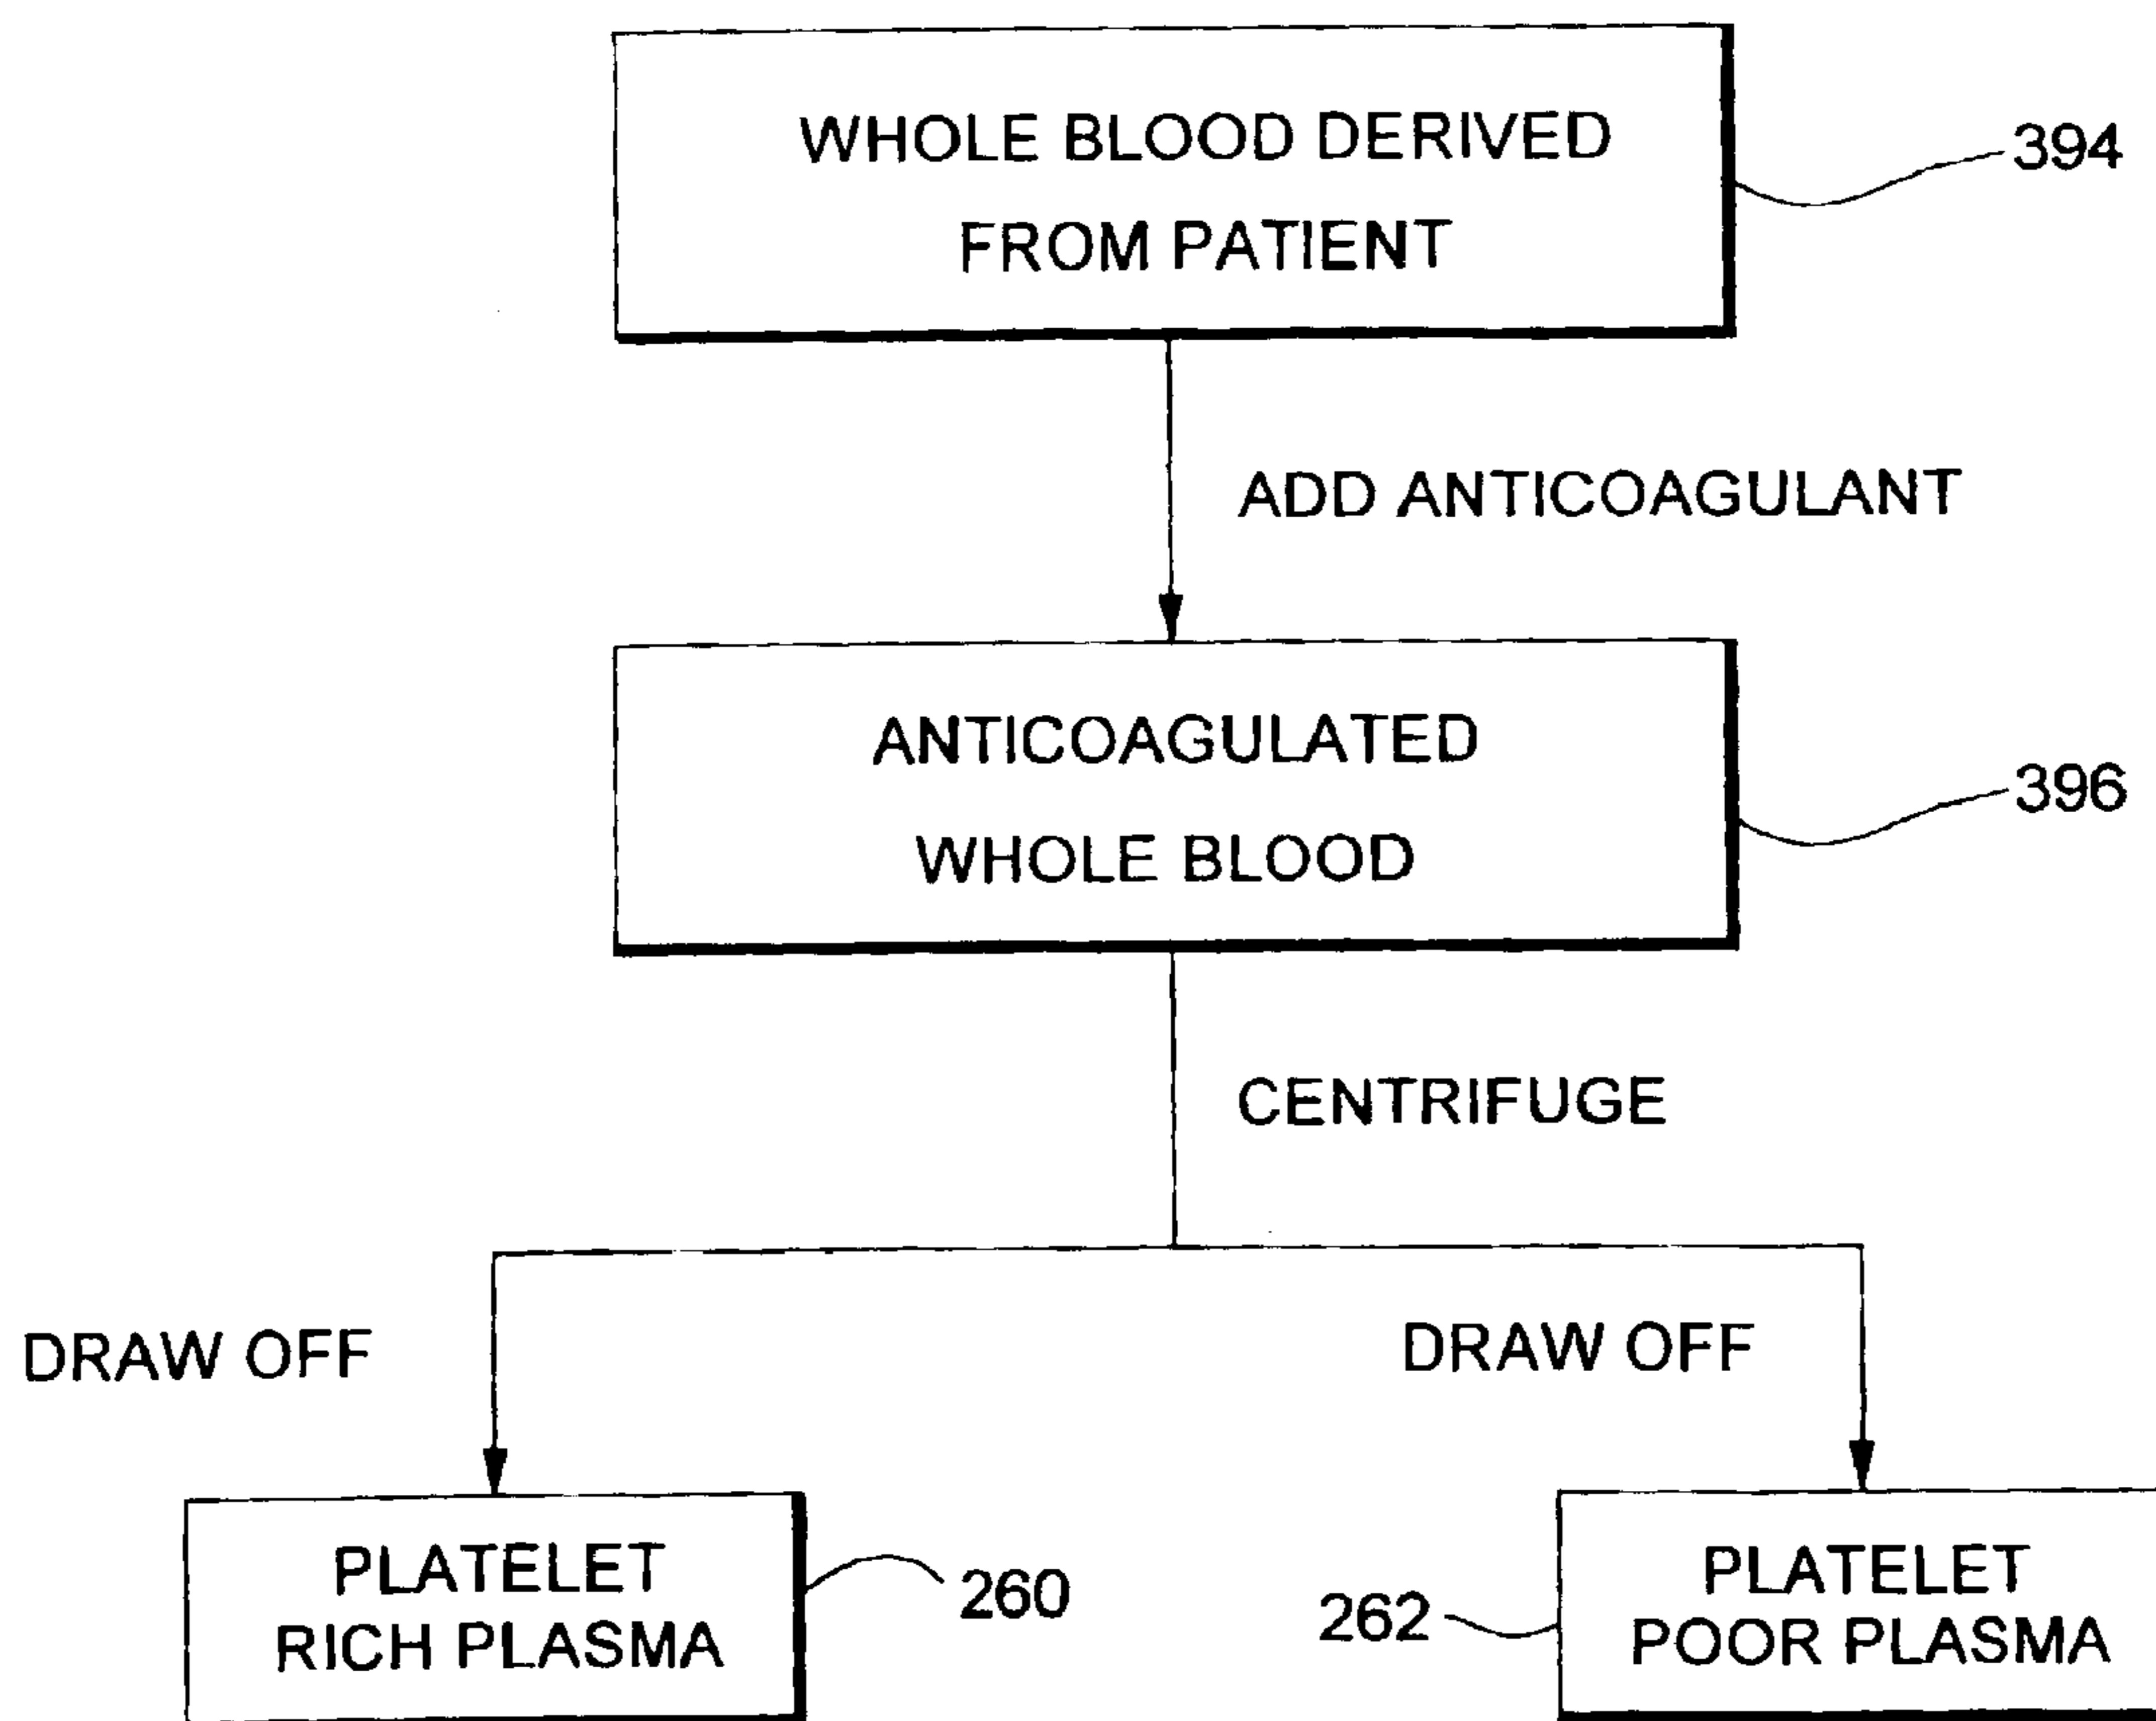 WHOLE BLOOD DERIVED
FROM PATIENT
394
ADD ANTICOAGULANT
ANTICOAGULATED
WHOLE BLOOD
396
CENTRIFUGE
DRAW OFF
DRAW OFF
PLATELET
RICH PLASMA
260
262
PLATELET
POOR PLASMA